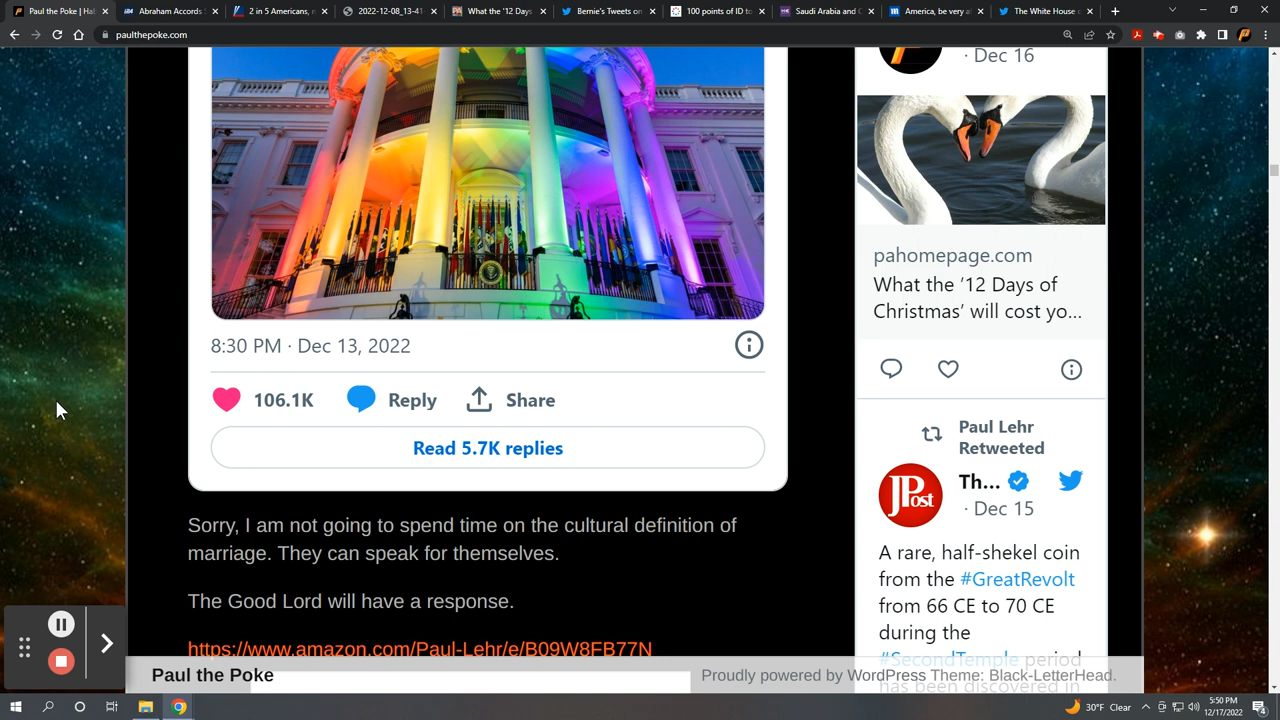 Paul the Poke | Hab
Abraham Accords
2 in 5 Americans, m
2022-12-08_13-41
What the '12 Days
Bernie's Tweets on
100 points of ID to
Saudi Arabia and C
America, be very a
The White House
paulthepoke.com
8:30 PM · Dec 13, 2022
106.1K Reply Share
Read 5.7K replies
Sorry, I am not going to spend time on the cultural definition of
marriage. They can speak for themselves.
The Good Lord will have a response.
https://www.amazon.com/Paul-Lehr/e/B09W8FB77N
· Dec 16
pahomepage.com
What the '12 Days of
Christmas' will cost yo...
Paul Lehr
Retweeted
JPost
Th...
· Dec 15
A rare, half-shekel coin
from the #GreatRevolt
from 66 CE to 70 CE
during the
#SecondTemple period
has been discovered in
Paul the Poke
Proudly powered by WordPress Theme: Black-LetterHead.
30°F Clear
5:50 PM
12/17/2022
4